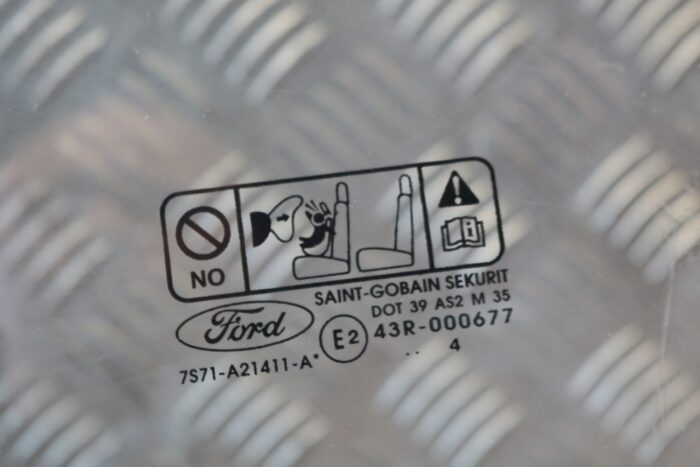 NO
SAINT-GOBAIN SEKURIT
DOT 39 AS2 M 35
Ford
E2
43R-000677
7S71-A21411-A*
.. 4